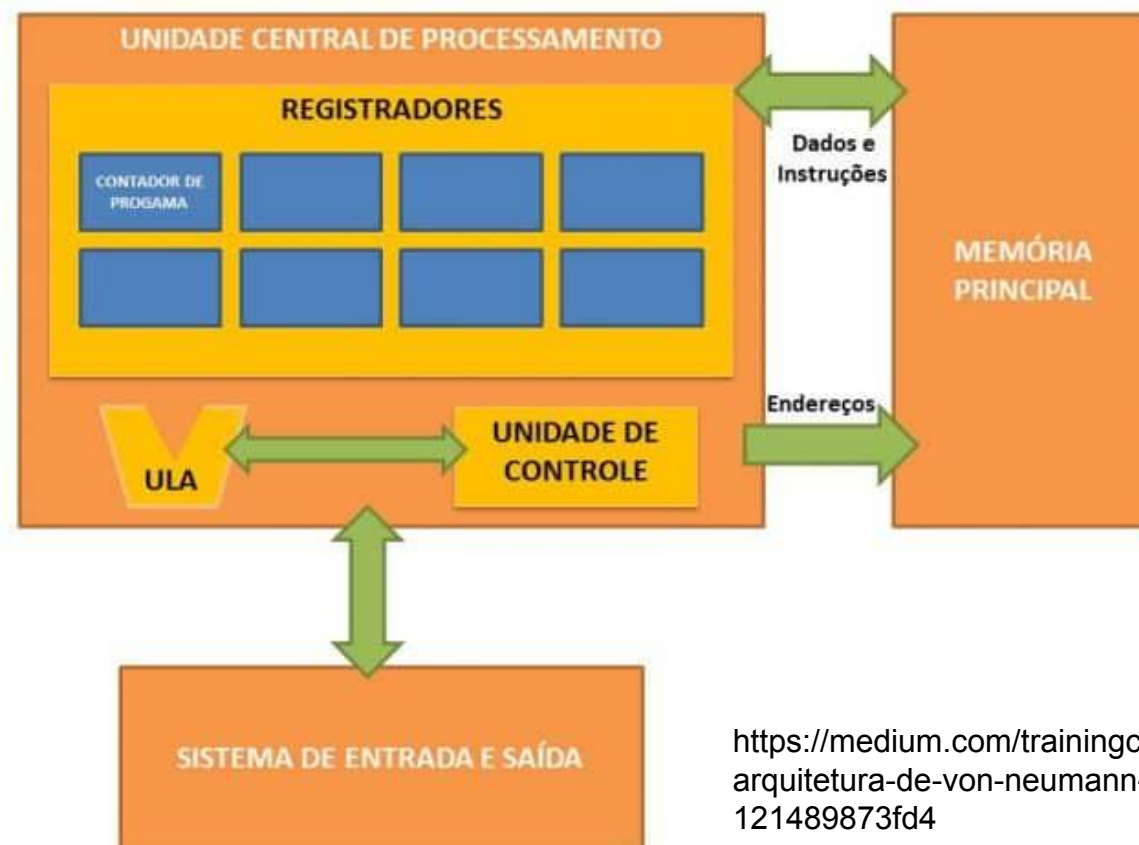 UNIDADE CENTRAL DE PROCESSAMENTO
REGISTRADORES
CONTADOR DE
PROGAMA
Dados e
Instruções
MEMÓRIA
PRINCIPAL
Endereços
ULA
UNIDADE DE
CONTROLE
SISTEMA DE ENTRADA E SAÍDA
https://medium.com/trainingc
arquitetura-de-von-neumann-
121489873fd4